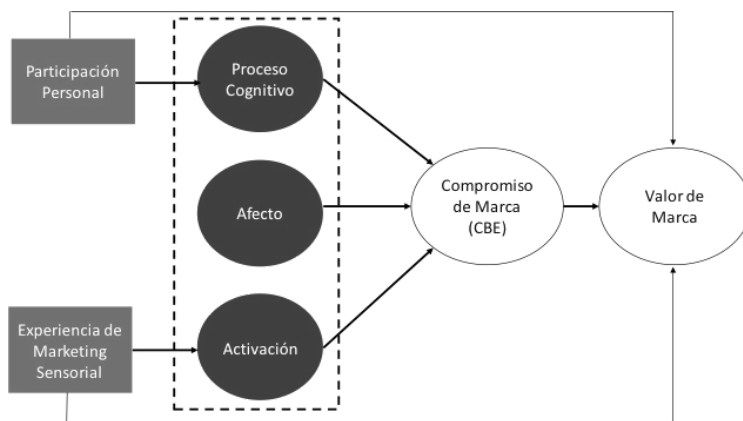 Participación
Personal
Proceso
Cognitivo
Afecto
Experiencia de
Marketing
Sensorial
Activación
Compromiso
de Marca
(CBE)
Valor de
Marca